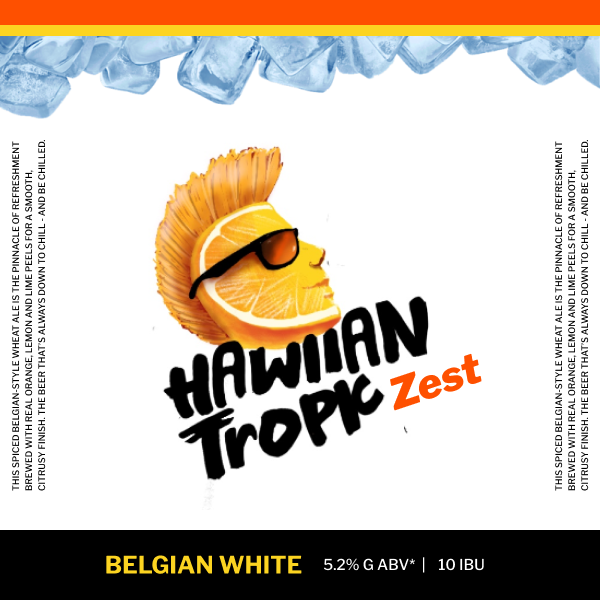 THIS SPICED BELGIAN-STYLE WHEAT ALE IS THE PINNACLE OF REFRESHMENT
BREWED WITH REAL ORANGE, LEMON AND LIME PEELS FOR A SMOOTH,
CITRUSY FINISH. THE BEER THAT'S ALWAYS DOWN TO CHILL - AND BE CHILLED.
HAWIIAN
TROPIC
Zest
THIS SPICED BELGIAN-STYLE WHEAT ALE IS THE PINNACLE OF REFRESHMENT
BREWED WITH REAL ORANGE, LEMON AND LIME PEELS FOR A SMOOTH,
CITRUSY FINISH. THE BEER THAT'S ALWAYS DOWN TO CHILL - AND BE CHILLED.
BELGIAN WHITE 5.2% G ABV* | 10 IBU